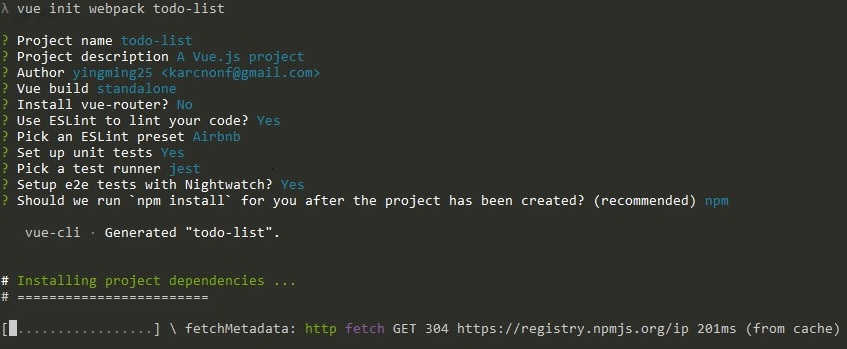 λ vue init webpack todo-list
? Project name todo-list
? Project description A Vue.js project
? Author yingming25 <karcnonf@gmail.com>
? Vue build standalone
? Install vue-router? No
? Use ESLint to lint your code? Yes
? Pick an ESLint preset Airbnb
? Set up unit tests Yes
? Pick a test runner jest
? Setup e2e tests with Nightwatch? Yes
? Should we run `npm install` for you after the project has been created? (recommended) npm
vue-cli · Generated "todo-list".
# Installing project dependencies ...
# ========================
[ .................] \ fetchMetadata: http fetch GET 304 https://registry.npmjs.org/ip 201ms (from cache)